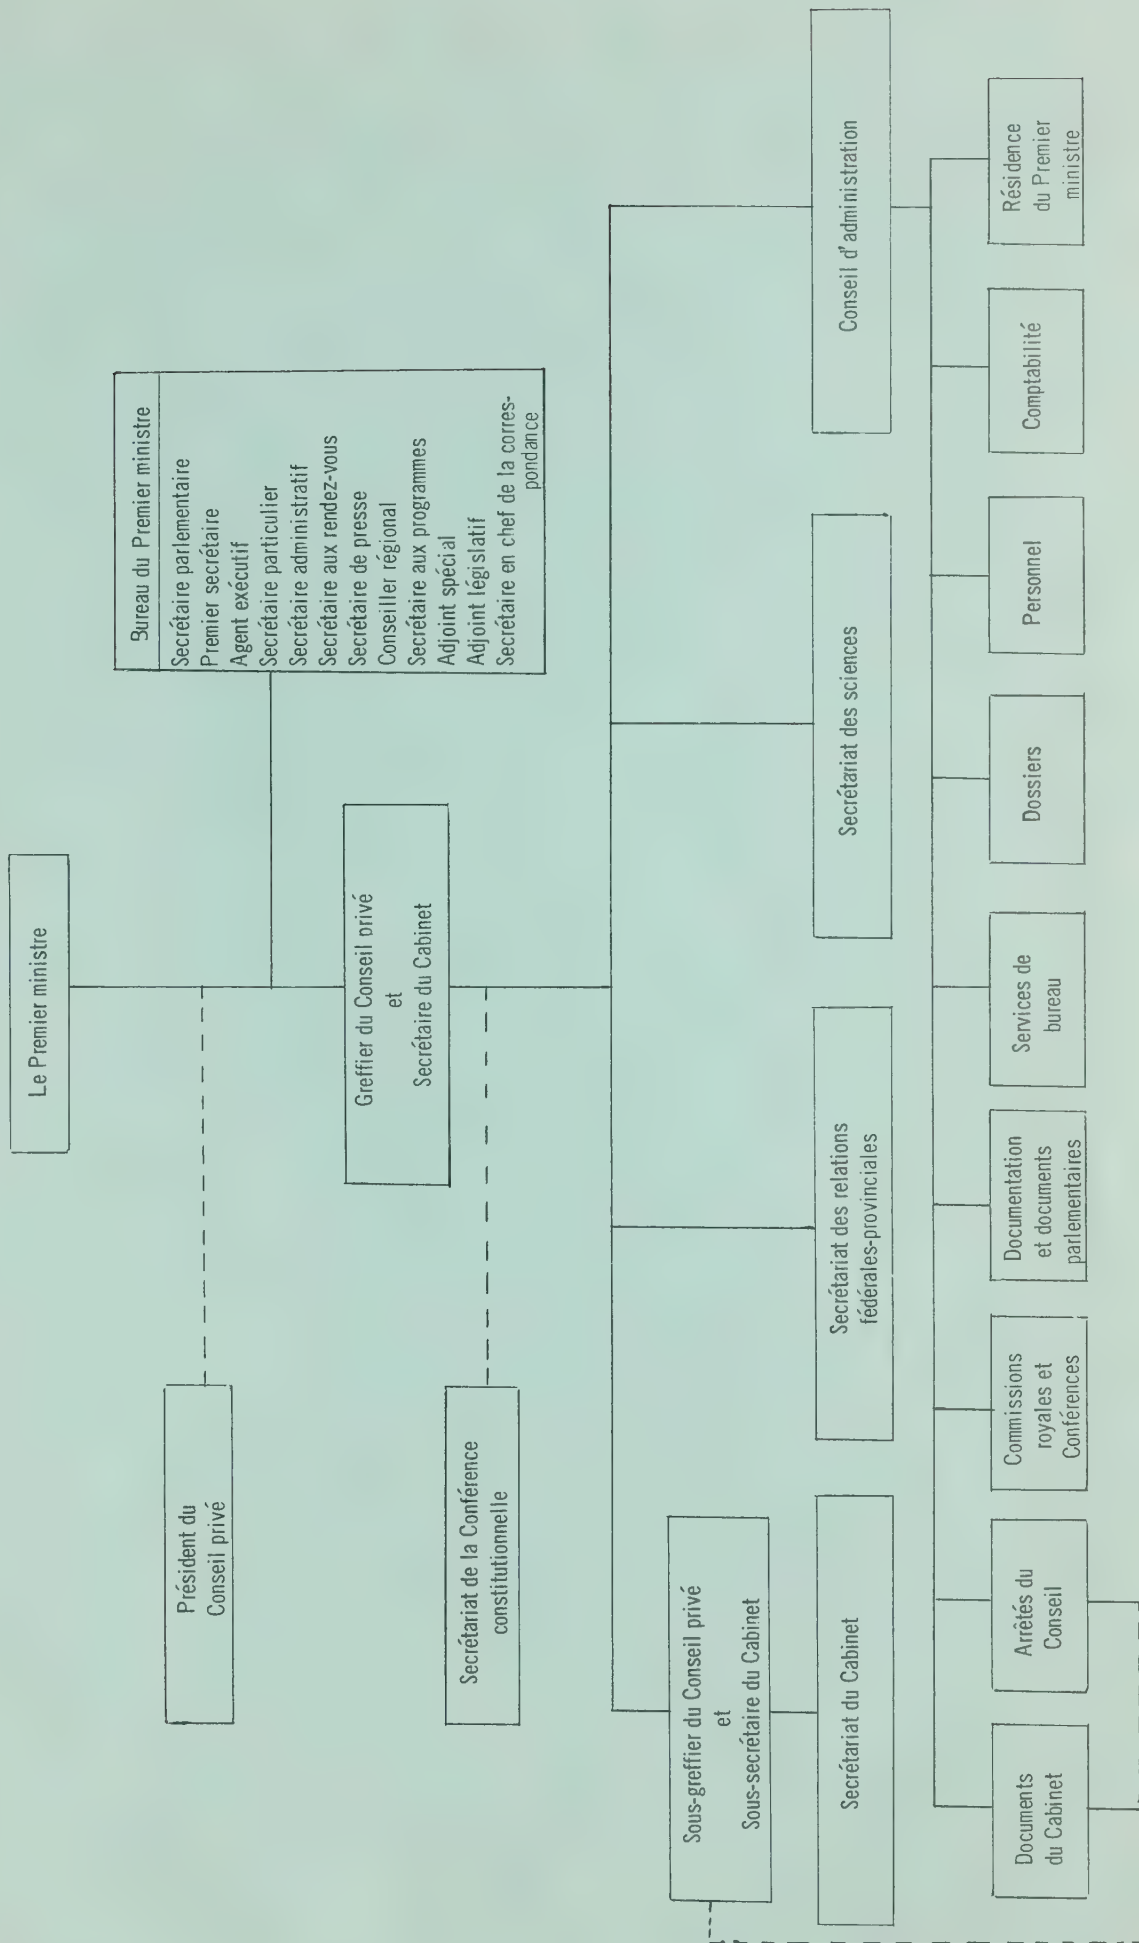 Le Premier ministre
Président du
Conseil privé
Bureau du Premier ministre
Secrétaire parlementaire
Premier secrétaire
Agent exécutif
Secrétaire particulier
Secrétaire administratif
Secrétaire aux rendez-vous
Secrétaire de presse
Conseiller régional
Secrétaire aux programmes
Adjoint spécial
Adjoint législatif
Secrétaire en chef de la corres-
pondance
Greffier du Conseil privé
et
Secrétaire du Cabinet
Secrétariat de la Conférence
constitutionnelle
Sous-greffier du Conseil privé
et
Sous-secrétaire du Cabinet
Secrétariat du Cabinet
Secrétariat des relations
fédérales-provinciales
Secrétariat des sciences
Conseil d'administration
Documents
du Cabinet
Arrêtés du
Conseil
Commissions
royales et
Conférences
Documentation
et documents
parlementaires
Services de
bureau
Dossiers
Personnel
Comptabilité
Résidence
du Premier
ministre